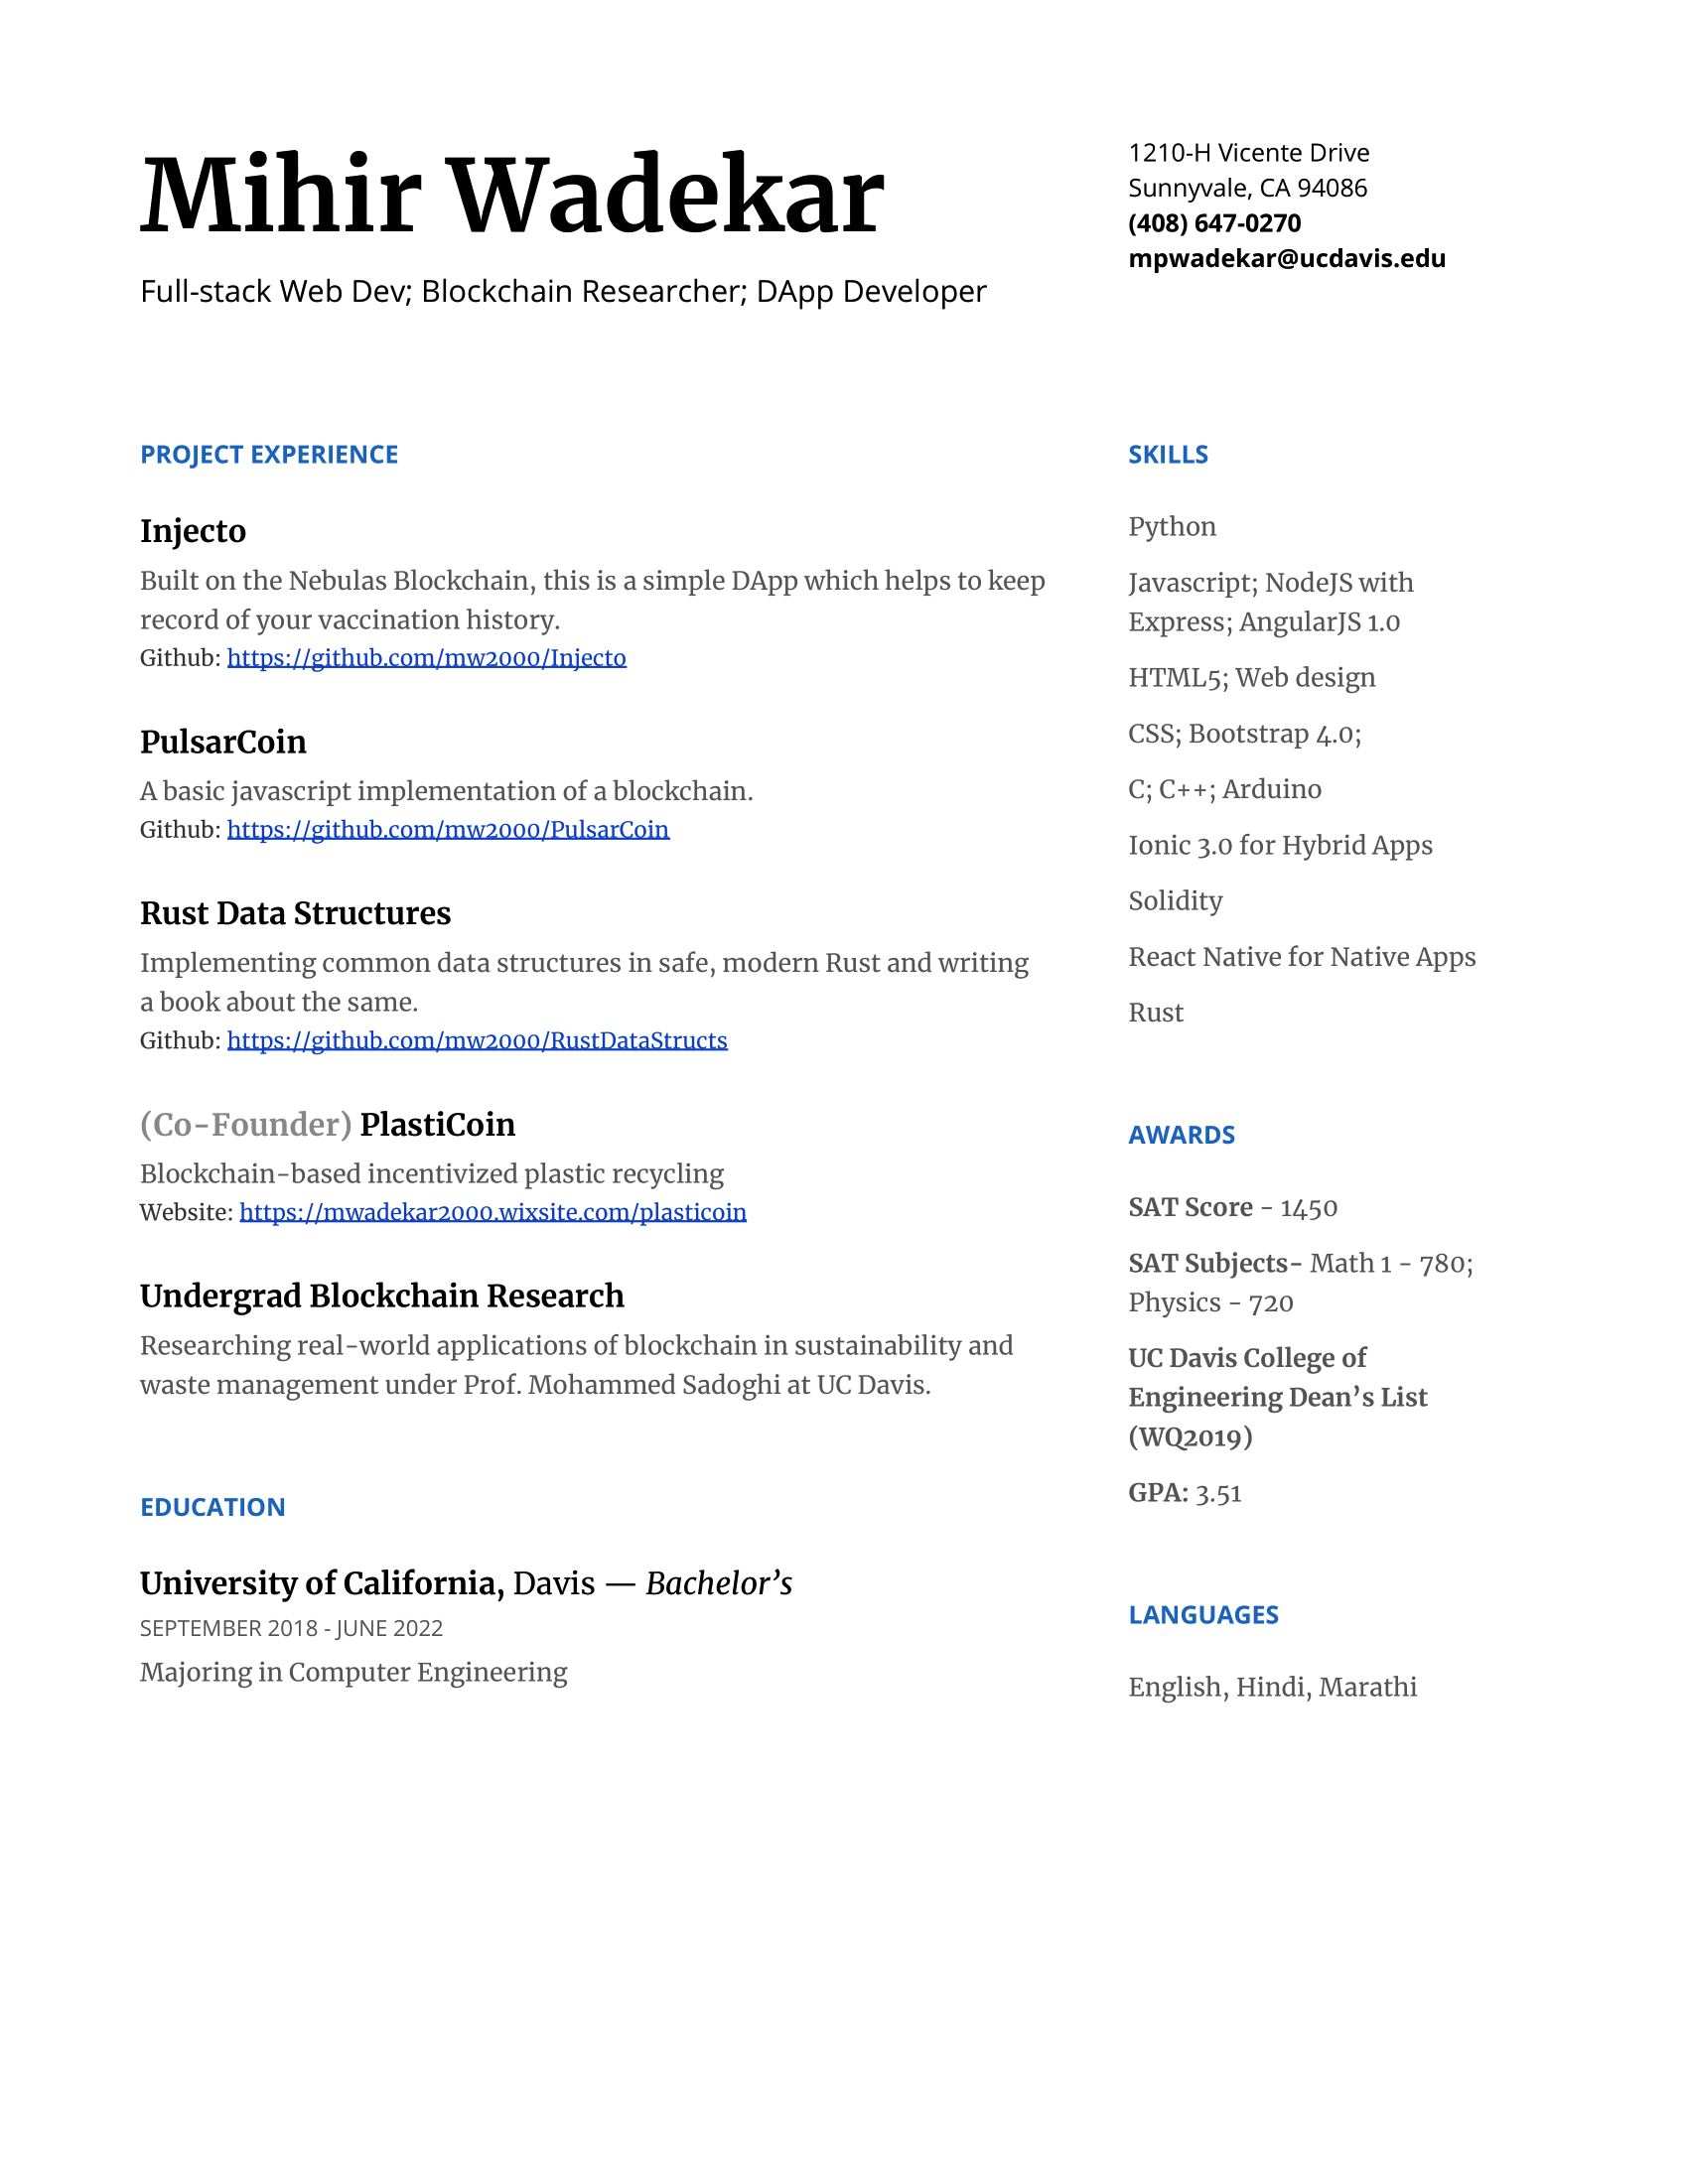 Mihir Wadekar
Full-stack Web Dev; Blockchain Researcher; DApp Developer
1210-H Vicente Drive
Sunnyvale, CA 94086
(408) 647-0270
mpwadekar@ucdavis.edu
PROJECT EXPERIENCE
Injecto
Built on the Nebulas Blockchain, this is a simple DApp which helps to keep
record of your vaccination history.
Github: https://github.com/mw2000/Injecto
PulsarCoin
A basic javascript implementation of a blockchain.
Github: https://github.com/mw2000/PulsarCoin
Rust Data Structures
Implementing common data structures in safe, modern Rust and writing
a book about the same.
Github: https://github.com/mw2000/RustDataStructs
(Co-Founder) PlastiCoin
Blockchain-based incentivized plastic recycling
Website: https://mwadekar2000.wixsite.com/plasticoin
Undergrad Blockchain Research
Researching real-world applications of blockchain in sustainability and
waste management under Prof. Mohammed Sadoghi at UC Davis.
EDUCATION
University of California, Davis — Bachelor’s
SEPTEMBER 2018 - JUNE 2022
Majoring in Computer Engineering
SKILLS
Python
Javascript; NodeJS with
Express; AngularJS 1.0
HTML5; Web design
CSS; Bootstrap 4.0;
C; C++; Arduino
Ionic 3.0 for Hybrid Apps
Solidity
React Native for Native Apps
Rust
AWARDS
SAT Score - 1450
SAT Subjects- Math 1 - 780;
Physics - 720
UC Davis College of
Engineering Dean’s List
(WQ2019)
GPA: 3.51
LANGUAGES
English, Hindi, Marathi